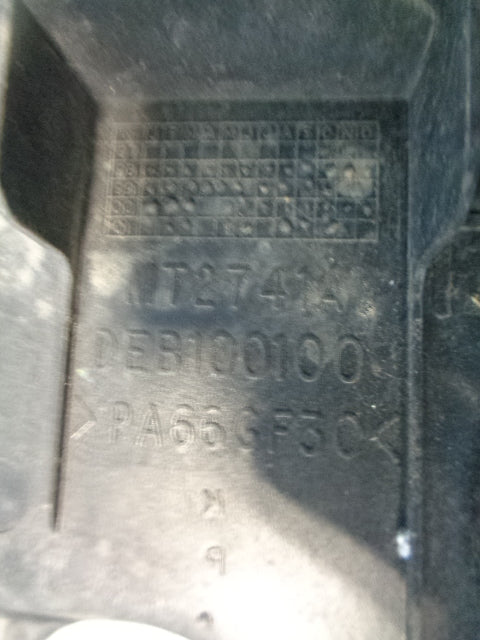 J F M A M J J A S O N D
MT2741A
DEB100100
>PA66GF30<
K
P